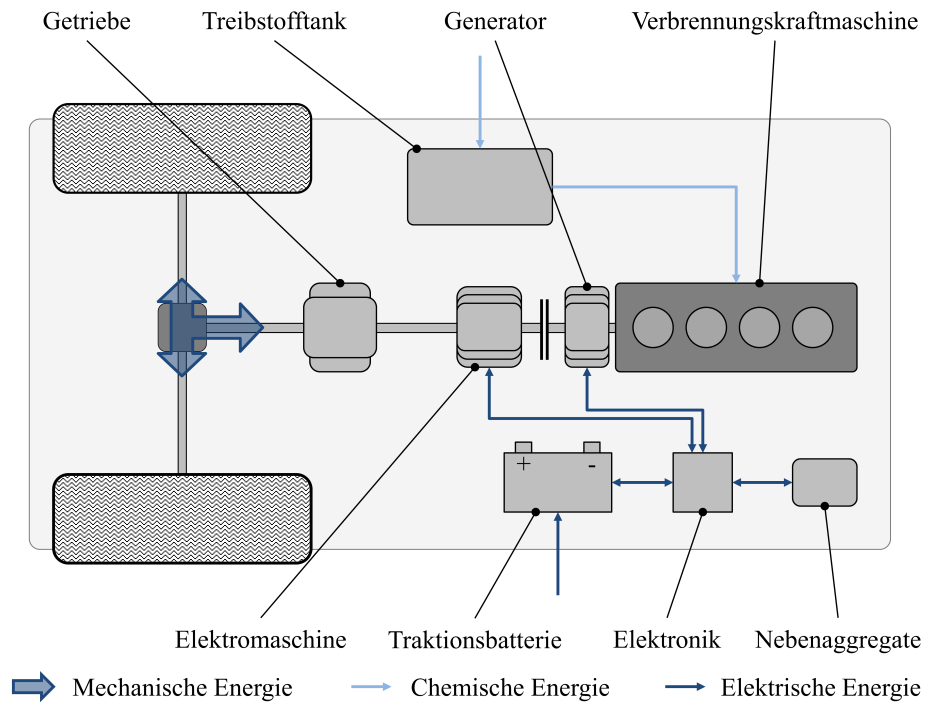 Getriebe
Treibstofftank
Generator
Verbrennungskraftmaschine
+ -
Elektromaschine
Traktionsbatterie
Elektronik
Nebenaggregate
Mechanische Energie
Chemische Energie
Elektrische Energie